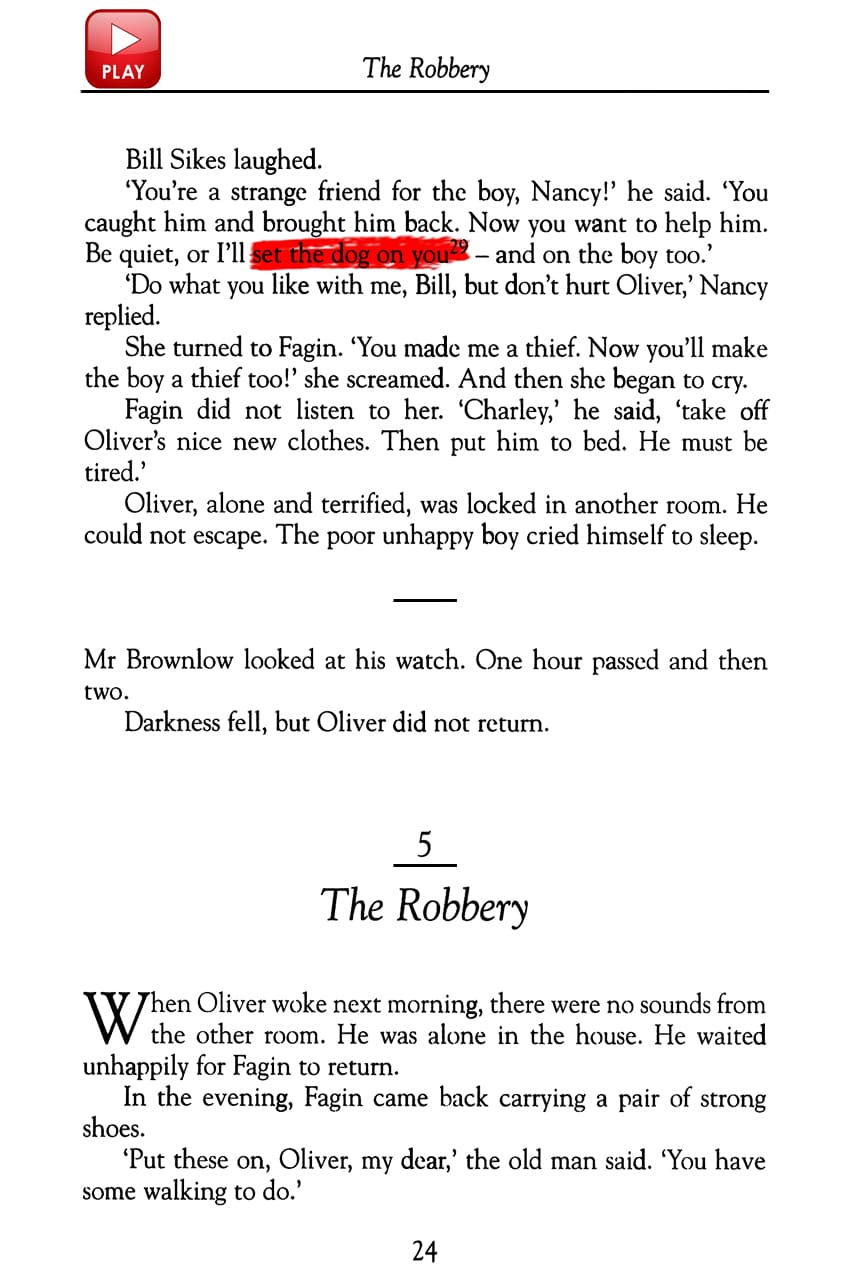 PLAY
The Robbery
Bill Sikes laughed.
‘You’re a strange friend for the boy, Nancy!’ he said. ‘You
caught him and brought him back. Now you want to help him.
Be quiet, or I’ll set the dog on you29 – and on the boy too.’
‘Do what you like with me, Bill, but don’t hurt Oliver,’ Nancy
replied.
She turned to Fagin. ‘You made me a thief. Now you’ll make
the boy a thief too!’ she screamed. And then she began to cry.
Fagin did not listen to her. ‘Charley,’ he said, ‘take off
Oliver’s nice new clothes. Then put him to bed. He must be
tired.’
Oliver, alone and terrified, was locked in another room. He
could not escape. The poor unhappy boy cried himself to sleep.
Mr Brownlow looked at his watch. One hour passed and then
two.
Darkness fell, but Oliver did not return.
5
The Robbery
When Oliver woke next morning, there were no sounds from
the other room. He was alone in the house. He waited
unhappily for Fagin to return.
In the evening, Fagin came back carrying a pair of strong
shoes.
‘Put these on, Oliver, my dear,’ the old man said. ‘You have
some walking to do.’
24